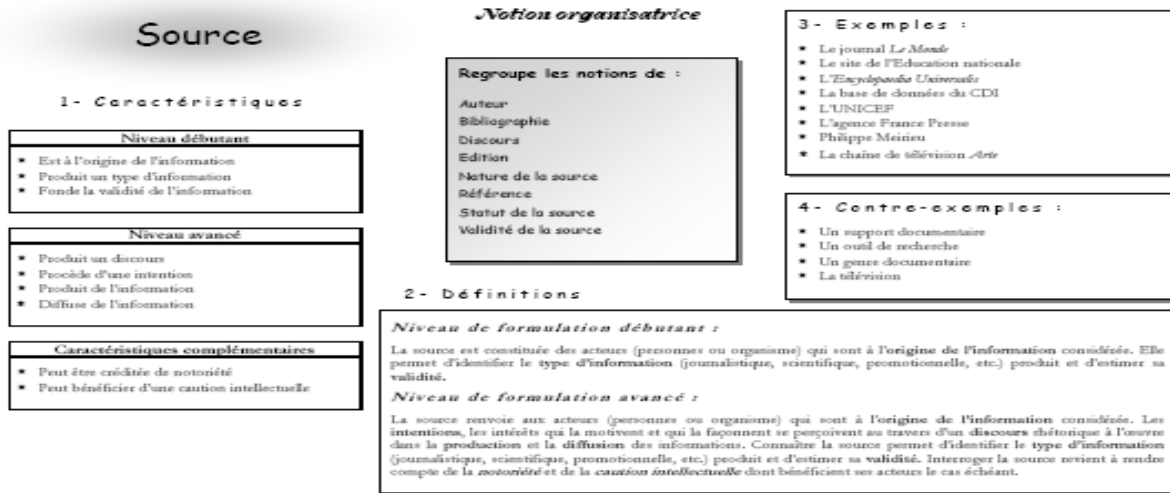 Source
1- Caractéristiques
Niveau débutant
Est à l'origine de l'information
Produit un type d'information
Fonde la validité de l'information
Niveau avancé
Produit un discours
Procède d'une intention
Produit de l'information
Diffuse de l'information
Caractéristiques complémentaires
Peut être créditée de notoriété
Peut bénéficier d'une caution intellectuelle
Notion organisatrice
Regroupe les notions de :
Auteur
Bibliographie
Discours
Edition
Nature de la source
Référence
Statut de la source
Validité de la source
3- Exemples :
Le journal Le Monde
Le site de l'Education nationale
L'Encyclopaedia Universalis
La base de données du CDI
L'UNICEF
L'agence France Presse
Philippe Meirieu
La chaîne de télévision Arte
4- Contre-exemples :
Un support documentaire
Un outil de recherche
Un genre documentaire
La télévision
2- Définitions
Niveau de formulation débutant :
La source est constituée des acteurs (personnes ou organisme) qui sont à l'origine de l'information considérée. Elle
permet d'identifier le type d'information (journalistique, scientifique, promotionnelle, etc.) produit et d'estimer sa
validité.
Niveau de formulation avancé :
La source renvoie aux acteurs (personnes ou organisme) qui sont à l'origine de l'information considérée. Les
intentions, les intérêts qui la motivent et qui la façonnent se perçoivent au travers d'un discours rhétorique à l'œuvre
dans la production et la diffusion des informations. Connaître la source permet d'identifier le type d'information
(journalistique, scientifique, promotionnelle, etc.) produit et d'estimer sa validité. Interroger la source revient à rendre
compte de la notoriété et de la caution intellectuelle dont bénéficient ses acteurs le cas échéant.